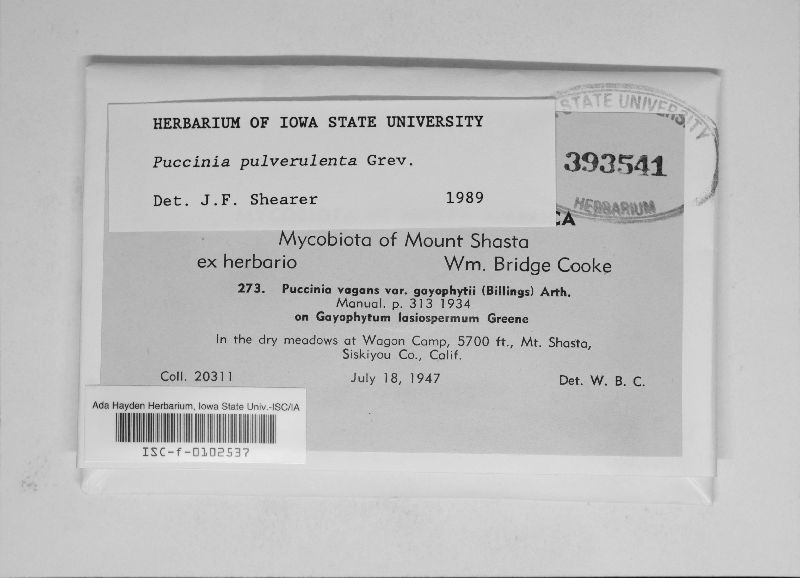 HERBARIUM OF IOWA STATE UNIVERSITY
Puccinia pulverulenta Grev.
Det. J.F. Shearer 1989
STATE UNIVERSITY
393541
HERBARIUM
CA
Mycobiota of Mount Shasta
ex herbario Wm. Bridge Cooke
273. Puccinia vagans var. gayophytii (Billings) Arth.
Manual. p. 313 1934
on Gayophytum lasiospermum Greene
In the dry meadows at Wagon Camp, 5700 ft., Mt. Shasta,
Siskiyou Co., Calif.
Coll. 20311 July 18, 1947 Det. W. B. C.
Ada Hayden Herbarium, Iowa State Univ.-ISC/IA
ISC-f-0102537